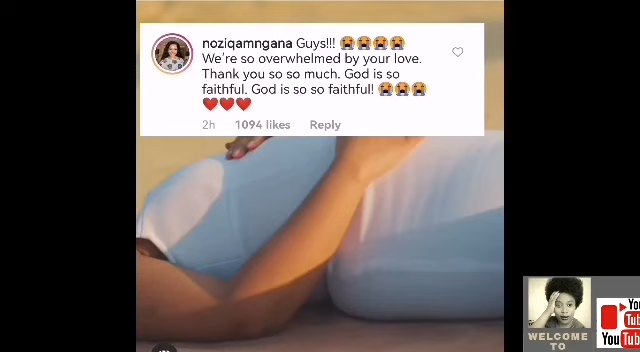 noziqamngana Guys!!! 😭😭😭😭
We're so overwhelmed by your love.
Thank you so so much. God is so
faithful. God is so so faithful! 😭😭😭
❤️❤️❤️
2h 1094 likes Reply
WELCOME
TO
You
Tub
YouTub